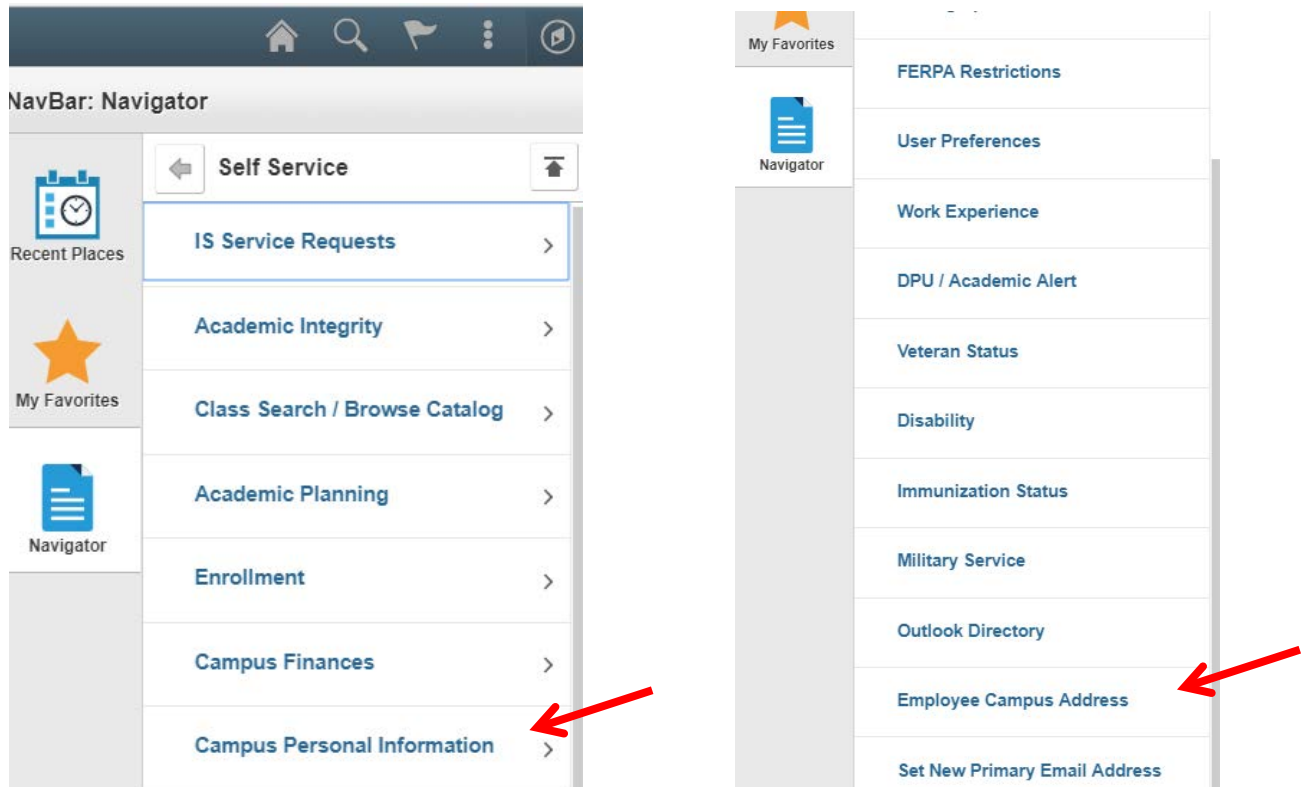 NavBar: Navigator
Self Service
Recent Places
My Favorites
Navigator
IS Service Requests
Academic Integrity
Class Search / Browse Catalog
Academic Planning
Enrollment
Campus Finances
Campus Personal Information
My Favorites
Navigator
FERPA Restrictions
User Preferences
Work Experience
DPU / Academic Alert
Veteran Status
Disability
Immunization Status
Military Service
Outlook Directory
Employee Campus Address
Set New Primary Email Address